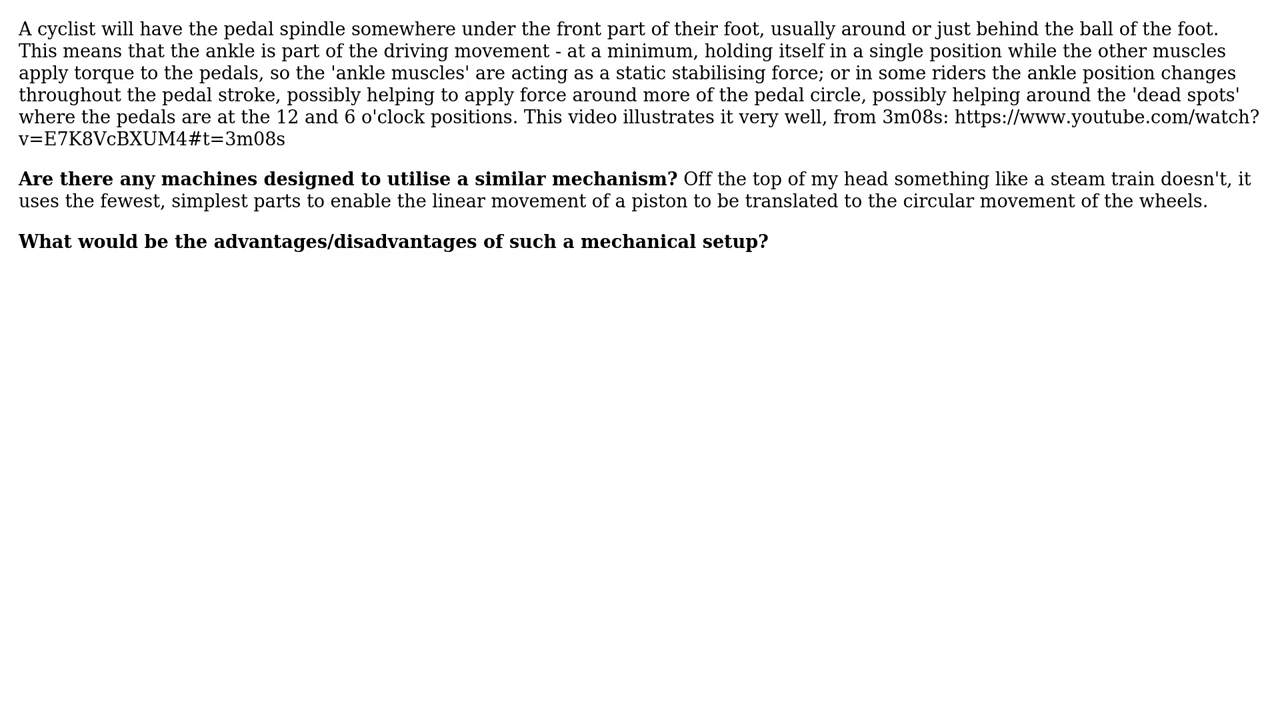 A cyclist will have the pedal spindle somewhere under the front part of their foot, usually around or just behind the ball of the foot.
This means that the ankle is part of the driving movement - at a minimum, holding itself in a single position while the other muscles
apply torque to the pedals, so the 'ankle muscles' are acting as a static stabilising force; or in some riders the ankle position changes
throughout the pedal stroke, possibly helping to apply force around more of the pedal circle, possibly helping around the 'dead spots'
where the pedals are at the 12 and 6 o'clock positions. This video illustrates it very well, from 3m08s: https://www.youtube.com/watch?
v=E7K8VcBXUM4#t=3m08s
Are there any machines designed to utilise a similar mechanism? Off the top of my head something like a steam train doesn't, it
uses the fewest, simplest parts to enable the linear movement of a piston to be translated to the circular movement of the wheels.
What would be the advantages/disadvantages of such a mechanical setup?